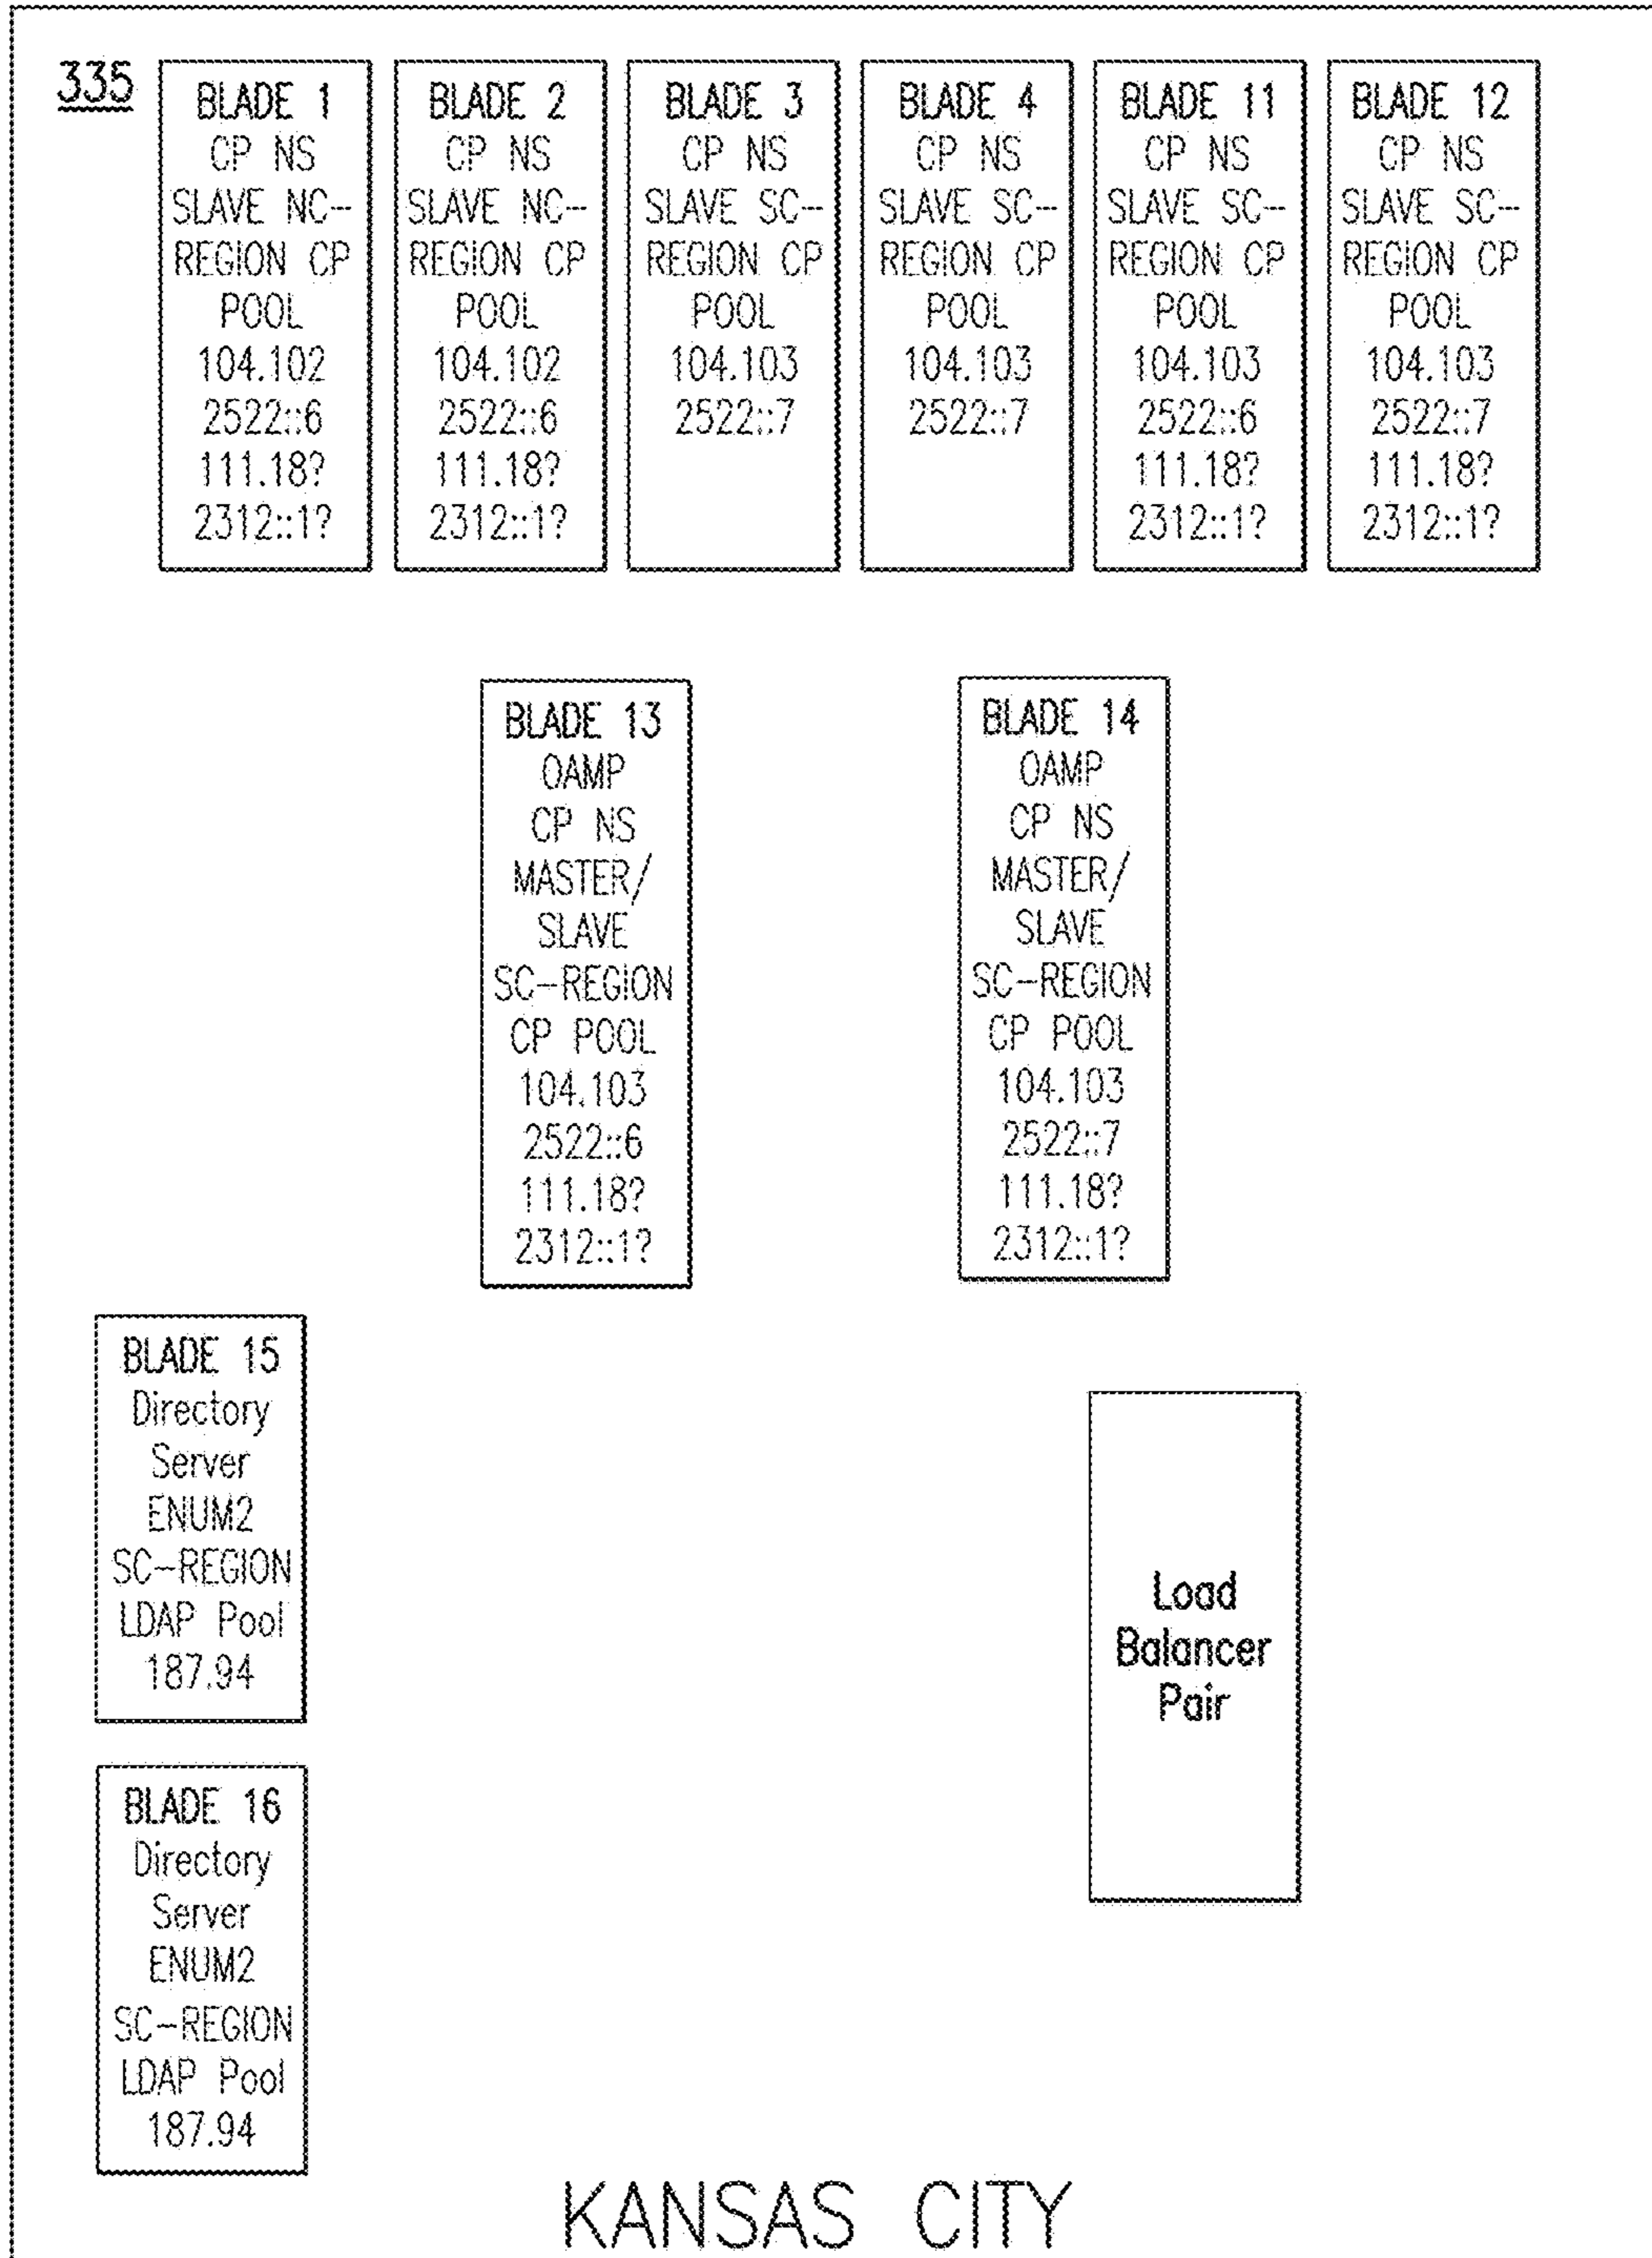 335
BLADE 1
CP NS
SLAVE NC-
REGION CP
POOL
104.102
2522::6
111.18?
2312::1?
BLADE 2
CP NS
SLAVE NC-
REGION CP
POOL
104.102
2522::6
111.18?
2312::1?
BLADE 3
CP NS
SLAVE SC-
REGION CP
POOL
104.103
2522::7
BLADE 4
CP NS
SLAVE SC-
REGION CP
POOL
104.103
2522::7
BLADE 11
CP NS
SLAVE SC-
REGION CP
POOL
104.103
2522::6
111.18?
2312::1?
BLADE 12
CP NS
SLAVE SC-
REGION CP
POOL
104.103
2522::7
111.18?
2312::1?
BLADE 13
OAMP
CP NS
MASTER/
SLAVE
SC-REGION
CP POOL
104.103
2522::6
111.18?
2312::1?
BLADE 14
OAMP
CP NS
MASTER/
SLAVE
SC-REGION
CP POOL
104.103
2522::7
111.18?
2312::1?
BLADE 15
Directory
Server
ENUM2
SC-REGION
LDAP Pool
187.94
Load
Balancer
Pair
BLADE 16
Directory
Server
ENUM2
SC-REGION
LDAP Pool
187.94
KANSAS CITY